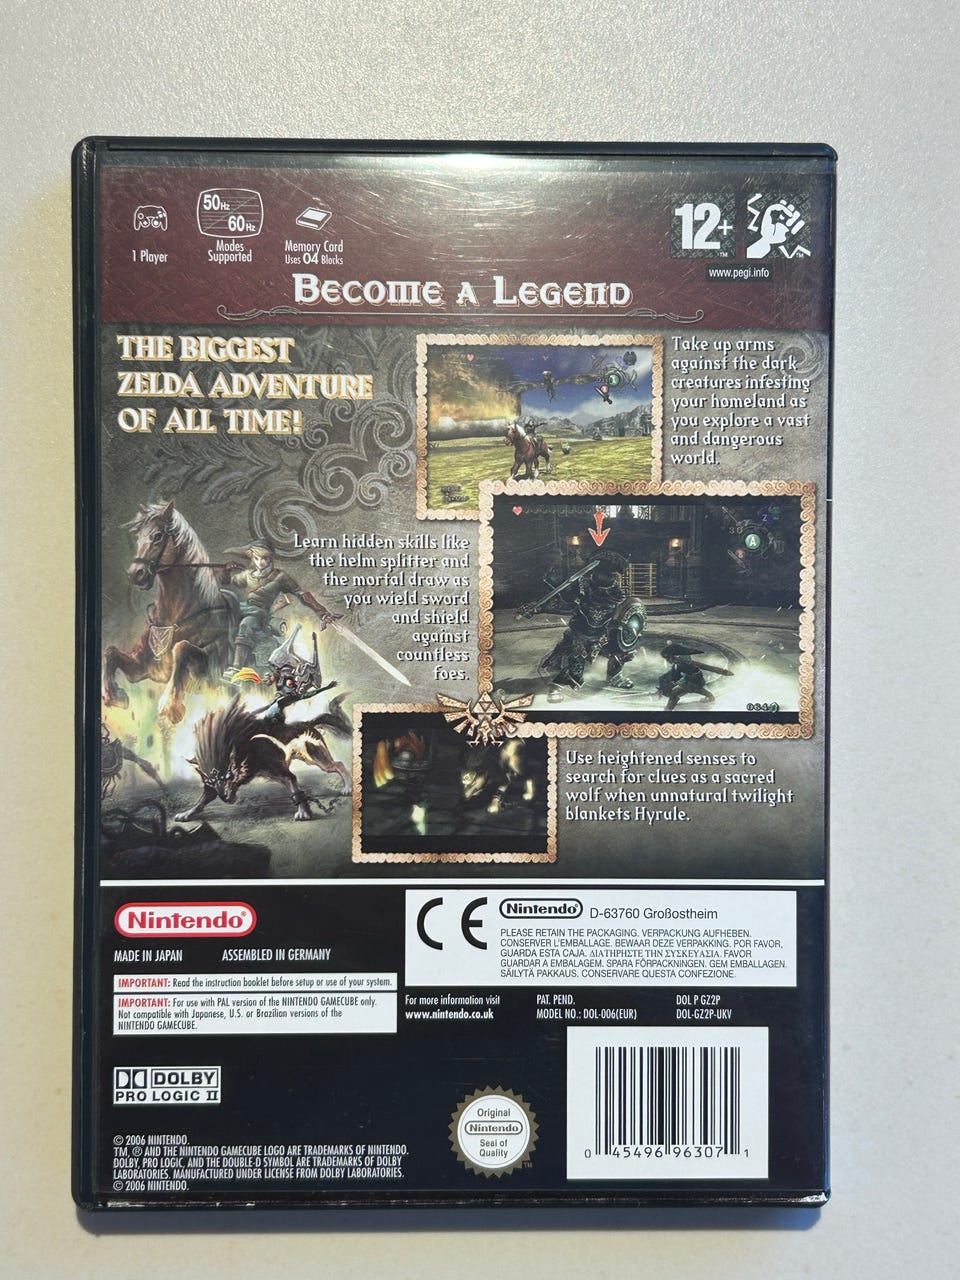 50Hz
60Hz
12+™
™
1 Player
Modes
Supported
Memory Card
Uses 04 Blocks
www.pegi.info
BECOME A LEGEND
THE BIGGEST
ZELDA ADVENTURE
OF ALL TIME!
Take up arms
against the dark
creatures infesting
your homeland as
you explore a vast
and dangerous
world.
Learn hidden skills like
the helm splitter and
the mortal draw as
you wield sword
and shield
against
countless
foes.
A
Use heightened senses to
search for clues as a sacred
wolf when unnatural twilight
blankets Hyrule.
Nintendo®
MADE IN JAPAN ASSEMBLED IN GERMANY
IMPORTANT: Read the instruction booklet before setup or use of your system.
IMPORTANT: For use with PAL version of the NINTENDO GAMECUBE only.
Not compatible with Japanese, U.S. or Brazilian versions of the
NINTENDO GAMECUBE.
CE
Nintendo® D-63760 Großostheim
PLEASE RETAIN THE PACKAGING. VERPACKUNG AUFHEBEN.
CONSERVER L'EMBALLAGE. BEWAAR DEZE VERPAKKING. POR FAVOR,
GUARDA ESTA CAJA. ΔΙΑΤΗΡΗΣΤΕ ΤΗΝ ΣΥΣΚΕΥΑΣΙΑ. FAVOR
GUARDAR A EMBALAGEM. SPARA FÖRPACKNINGEN. GEM EMBALLAGEN.
SÄILYTÄ PAKKAUS. CONSERVARE QUESTA CONFEZIONE.
For more information visit
www.nintendo.co.uk
PAT. PEND.
MODEL NO.: DOL-006(EUR)
DOL P GZ2P
DOL-GZ2P-UKV
DOLBY
PRO LOGIC II
Original
Nintendo
Seal of
Quality
™
0 45496 96307 1
© 2006 NINTENDO.
TM, ® AND THE NINTENDO GAMECUBE LOGO ARE TRADEMARKS OF NINTENDO.
DOLBY, PRO LOGIC, AND THE DOUBLE-D SYMBOL ARE TRADEMARKS OF DOLBY
LABORATORIES. MANUFACTURED UNDER LICENSE FROM DOLBY LABORATORIES.
© 2006 NINTENDO.